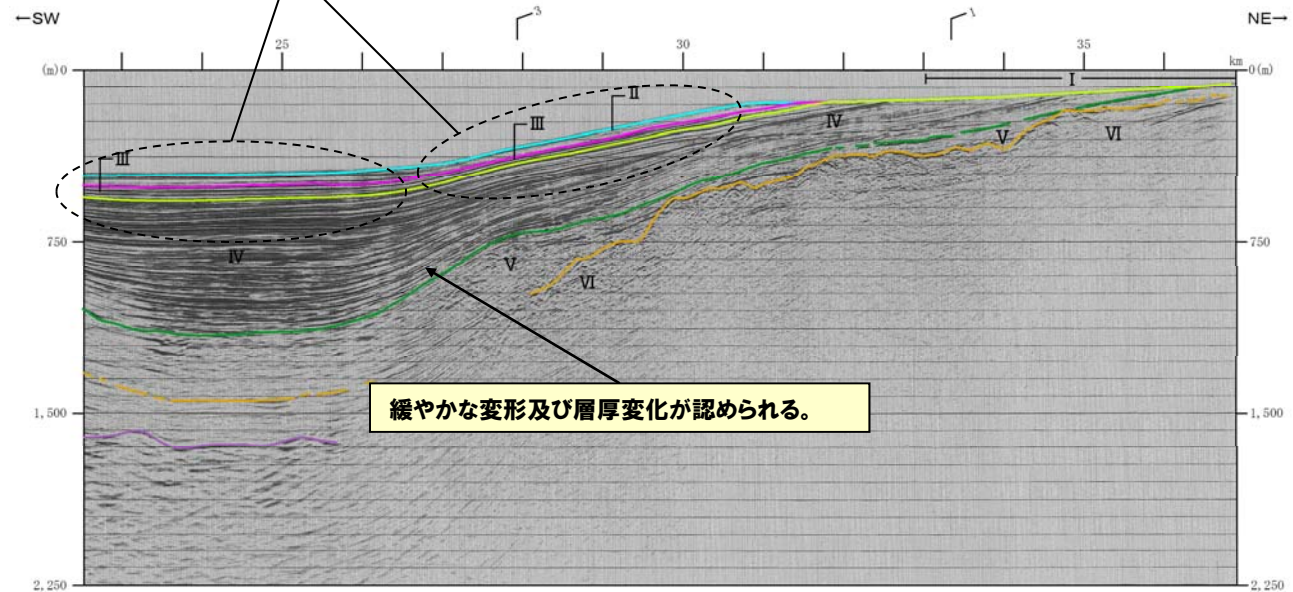 ←SW
3
1
NE→
25
30
35
km
(m) 0
0(m)
I
II
III
III
IV
V
VI
750
750
IV
V
VI
緩やかな変形及び層厚変化が認められる。
1,500
1,500
2,250
2,250